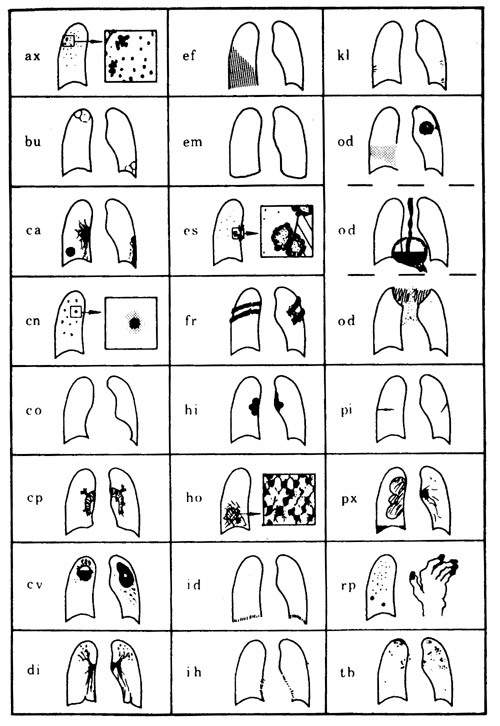 ax
ef
kl
bu
em
od
ca
es
od
cn
fr
od
co
hi
pi
cp
ho
px
cv
id
rp
di
ih
tb